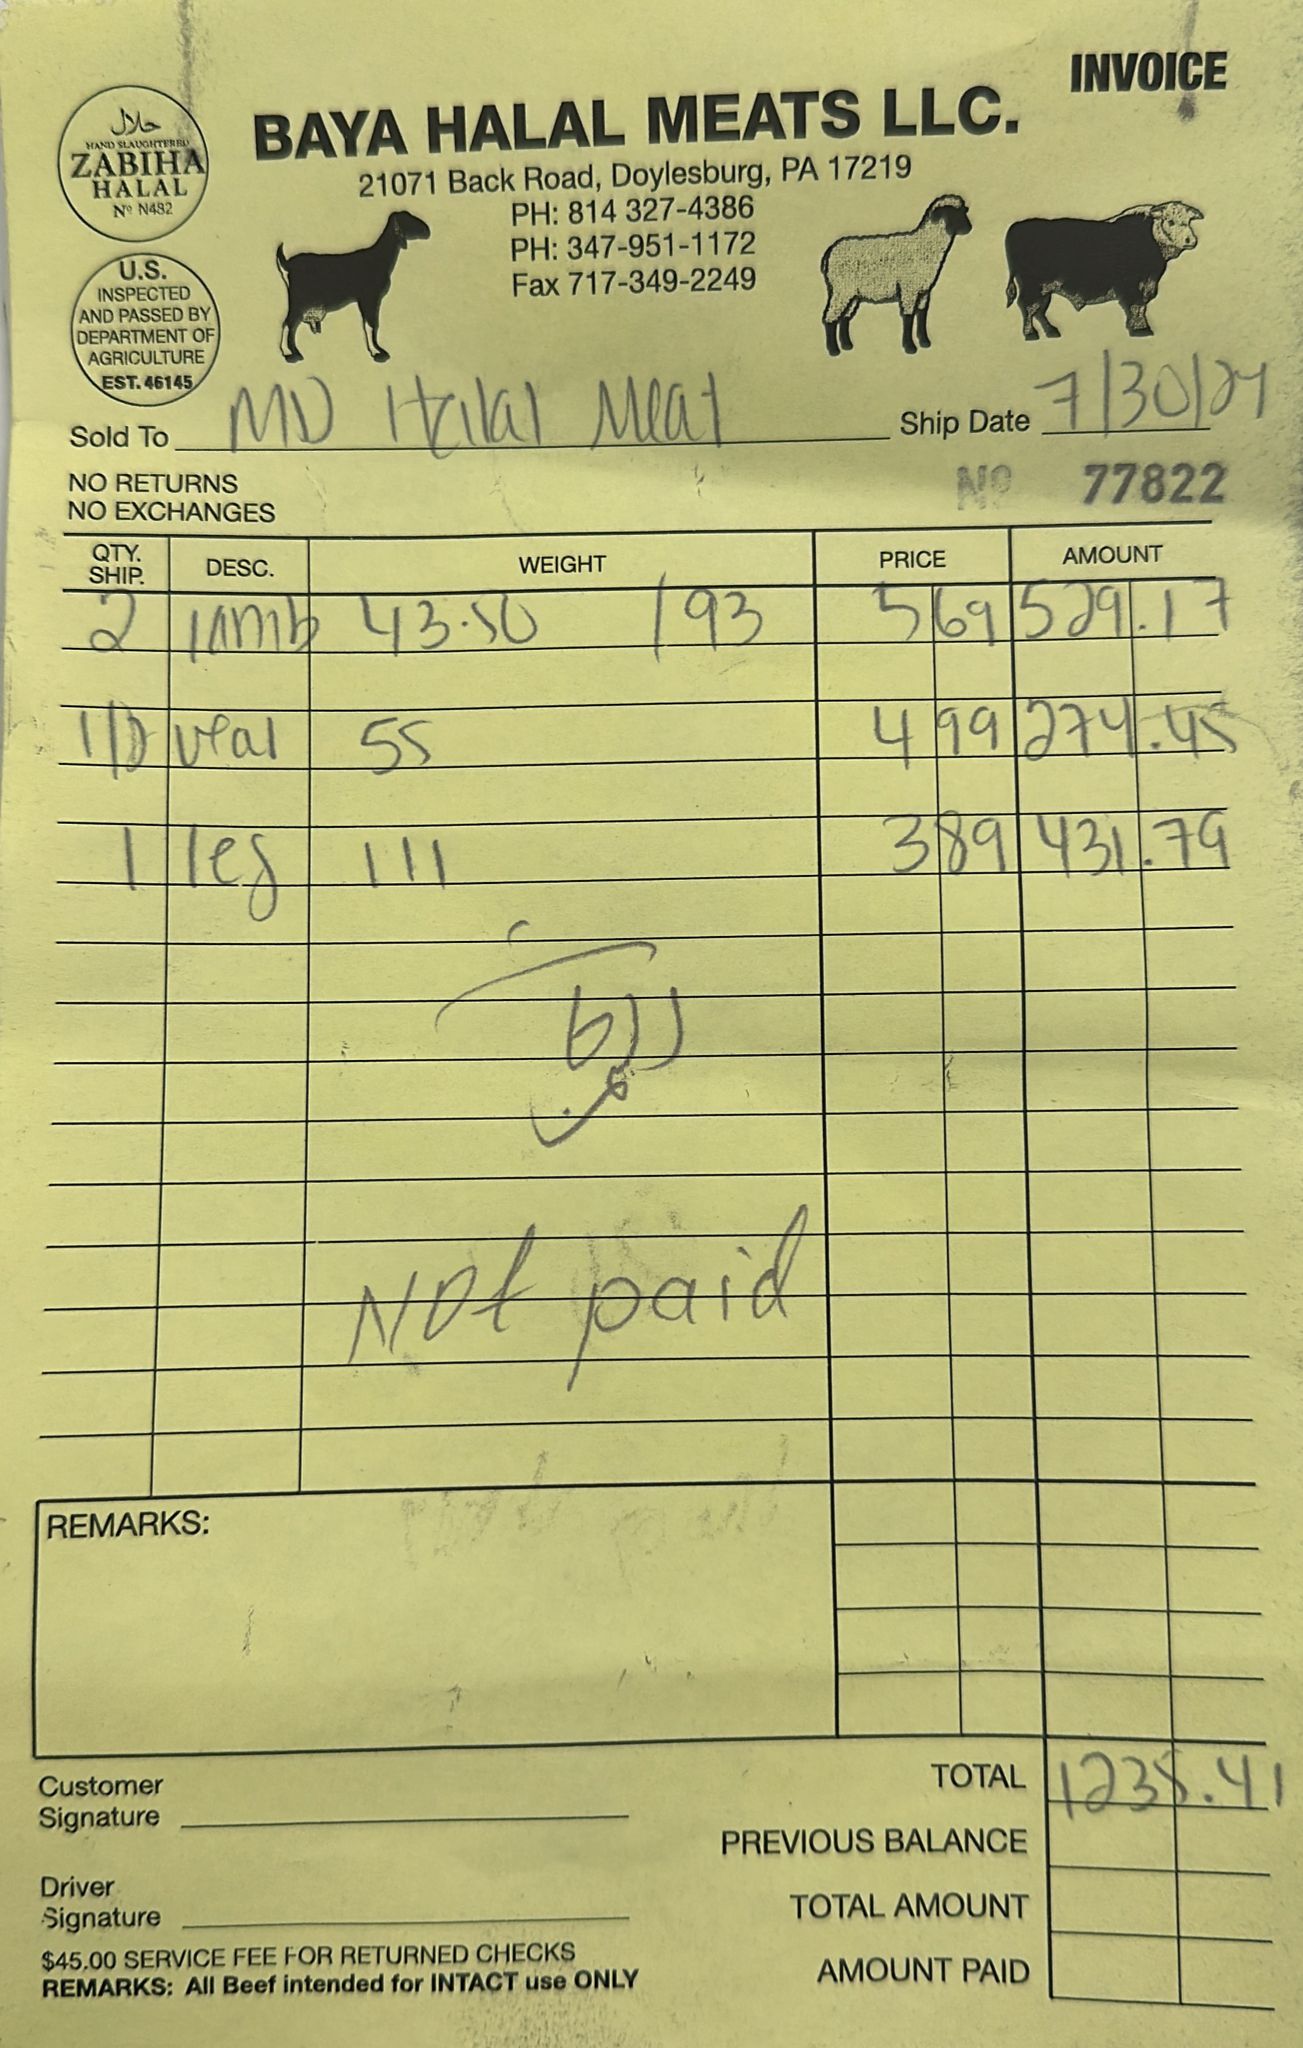 INVOICE
حلال
HAND SLAUGHTERED
ZABIHA
HALAL
Nº N482
BAYA HALAL MEATS LLC.
21071 Back Road, Doylesburg, PA 17219
PH: 814 327-4386
PH: 347-951-1172
Fax 717-349-2249
U.S.
INSPECTED
AND PASSED BY
DEPARTMENT OF
AGRICULTURE
EST. 46145
Sold To MD Halal Meat Ship Date 7/30/24
NO RETURNS
NO EXCHANGES
Nº 77822
QTY. SHIP. DESC. WEIGHT PRICE AMOUNT
2 lamb 43.50 /93 5 69 529.17
veal 55 4 99 274.45
1 leg 111 3 89 431.79
Not paid
REMARKS:
Customer
Signature
TOTAL 1235.41
PREVIOUS BALANCE
Driver
Signature
TOTAL AMOUNT
AMOUNT PAID
$45.00 SERVICE FEE FOR RETURNED CHECKS
REMARKS: All Beef intended for INTACT use ONLY